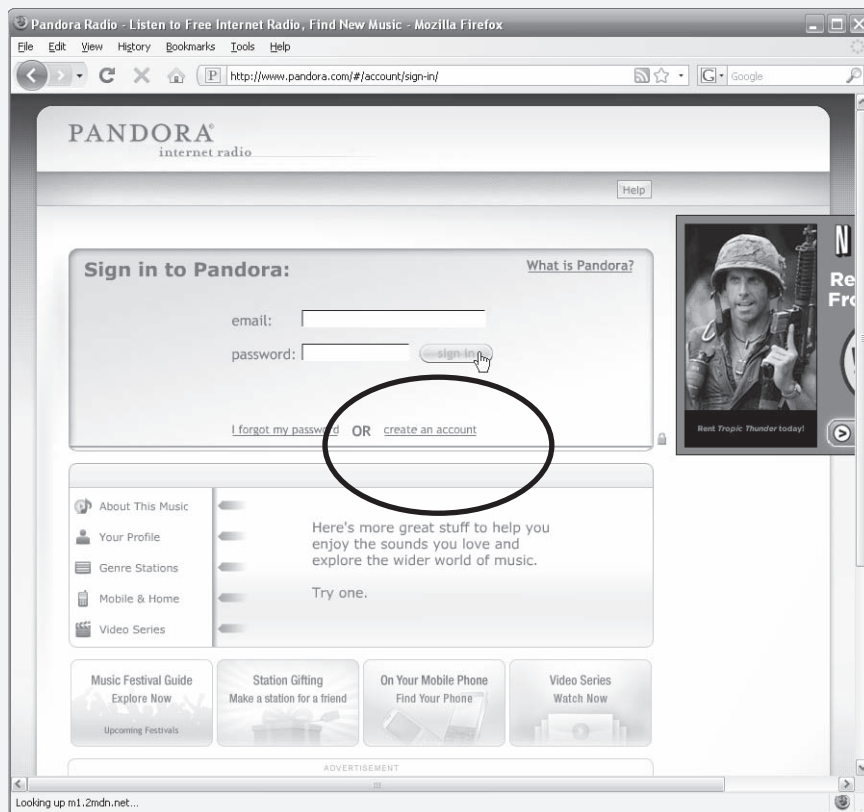 Pandora Radio - Listen to Free Internet Radio, Find New Music - Mozilla Firefox
File Edit View History Bookmarks Tools Help
P http://www.pandora.com/#/account/sign-in/ G Google
PANDORA®
internet radio
Help
Sign in to Pandora:
What is Pandora?
email:
password:
sign in
I forgot my password OR create an account
N
Re
Rent Tropic Thunder today!
About This Music
Your Profile
Genre Stations
Mobile & Home
Video Series
Here's more great stuff to help you
enjoy the sounds you love and
explore the wider world of music.
Try one.
Music Festival Guide
Explore Now
Upcoming Festivals
Station Gifting
Make a station for a friend
On Your Mobile Phone
Find Your Phone
Video Series
Watch Now
ADVERTISEMENT
Looking up m1.2mdn.net...